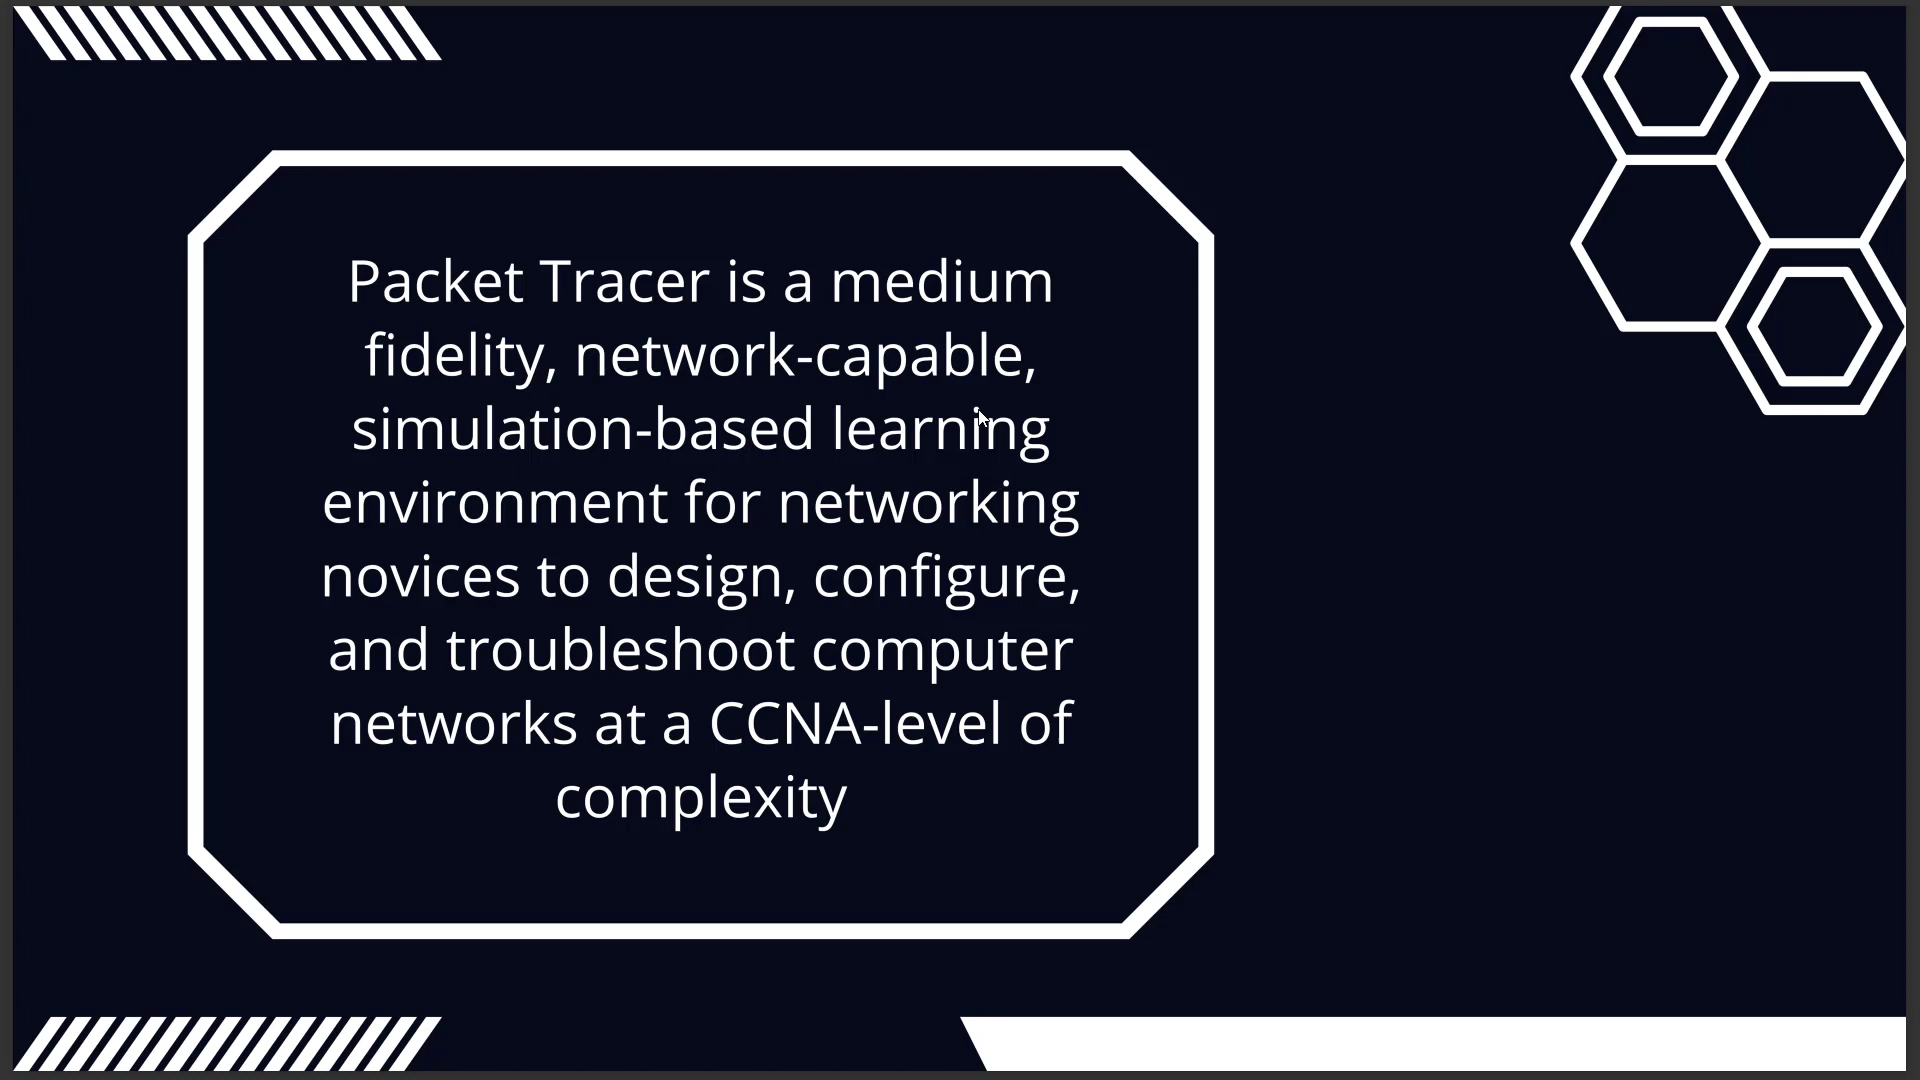 Packet Tracer is a medium
fidelity, network-capable,
simulation-based learning
environment for networking
novices to design, configure,
and troubleshoot computer
networks at a CCNA-level of
complexity